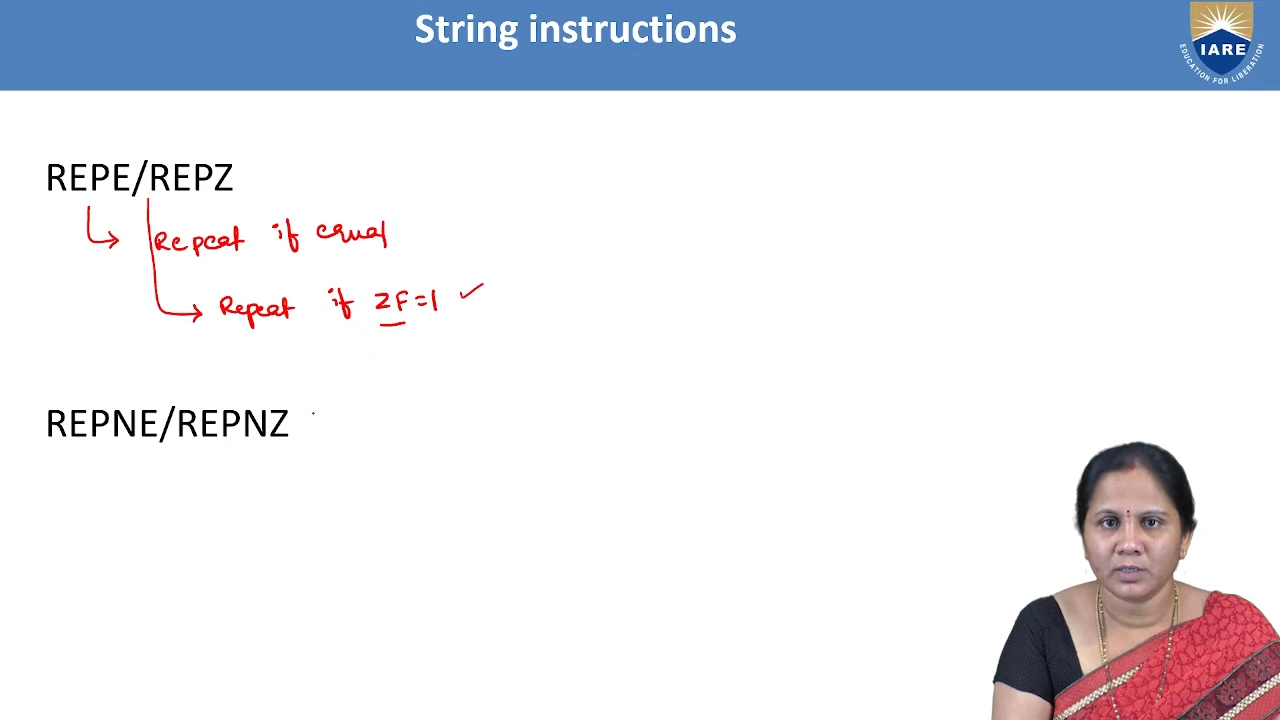 String instructions
IARE
EDUCATION FOR LIBERATION
REPE/REPZ
Repeat if equal
Repeat if ZF=1
REPNE/REPNZ